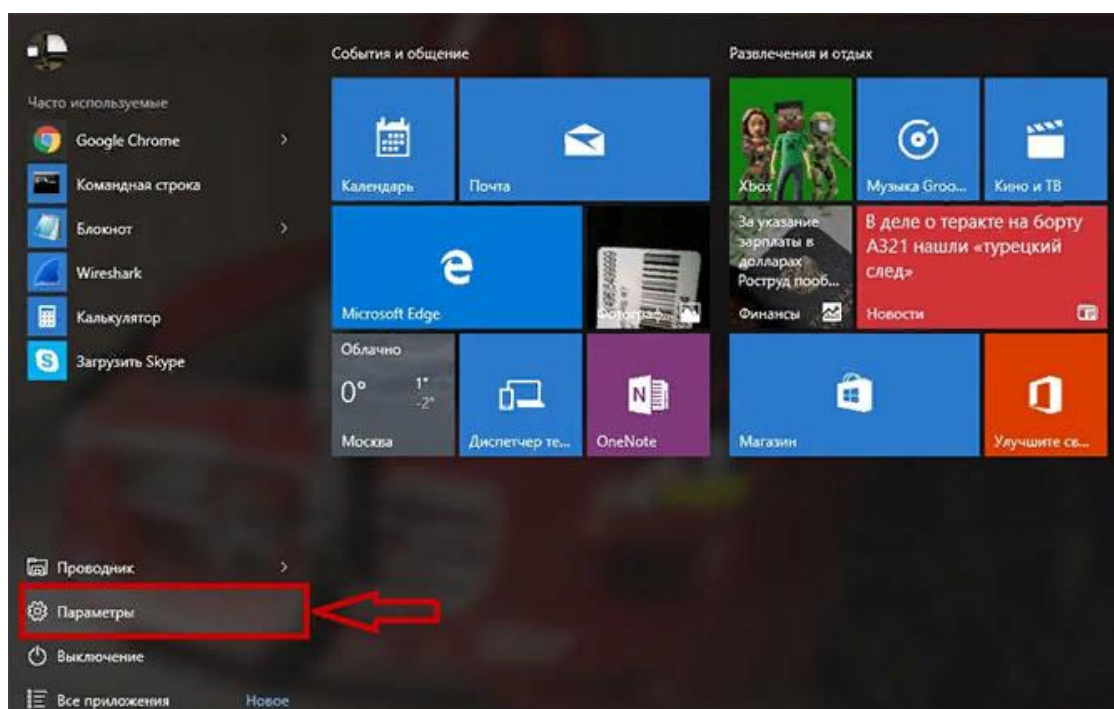 Часто используемые
Google Chrome
Командная строка
Блокнот
Wireshark
Калькулятор
Загрузить Skype
Проводник
Параметры
Выключение
Все приложения Новое
События и общение
Календарь
Почта
Microsoft Edge
Облачно
0° 1°
-2°
Москва
Диспетчер те...
OneNote
Развлечения и отдых
Xbox
Музыка Groo...
Кино и ТВ
За указание
зарплаты в
долларах
Роструд пооб...
Финансы
В деле о теракте на борту
А321 нашли «турецкий
след»
Новости
Магазин
Улучшите св...